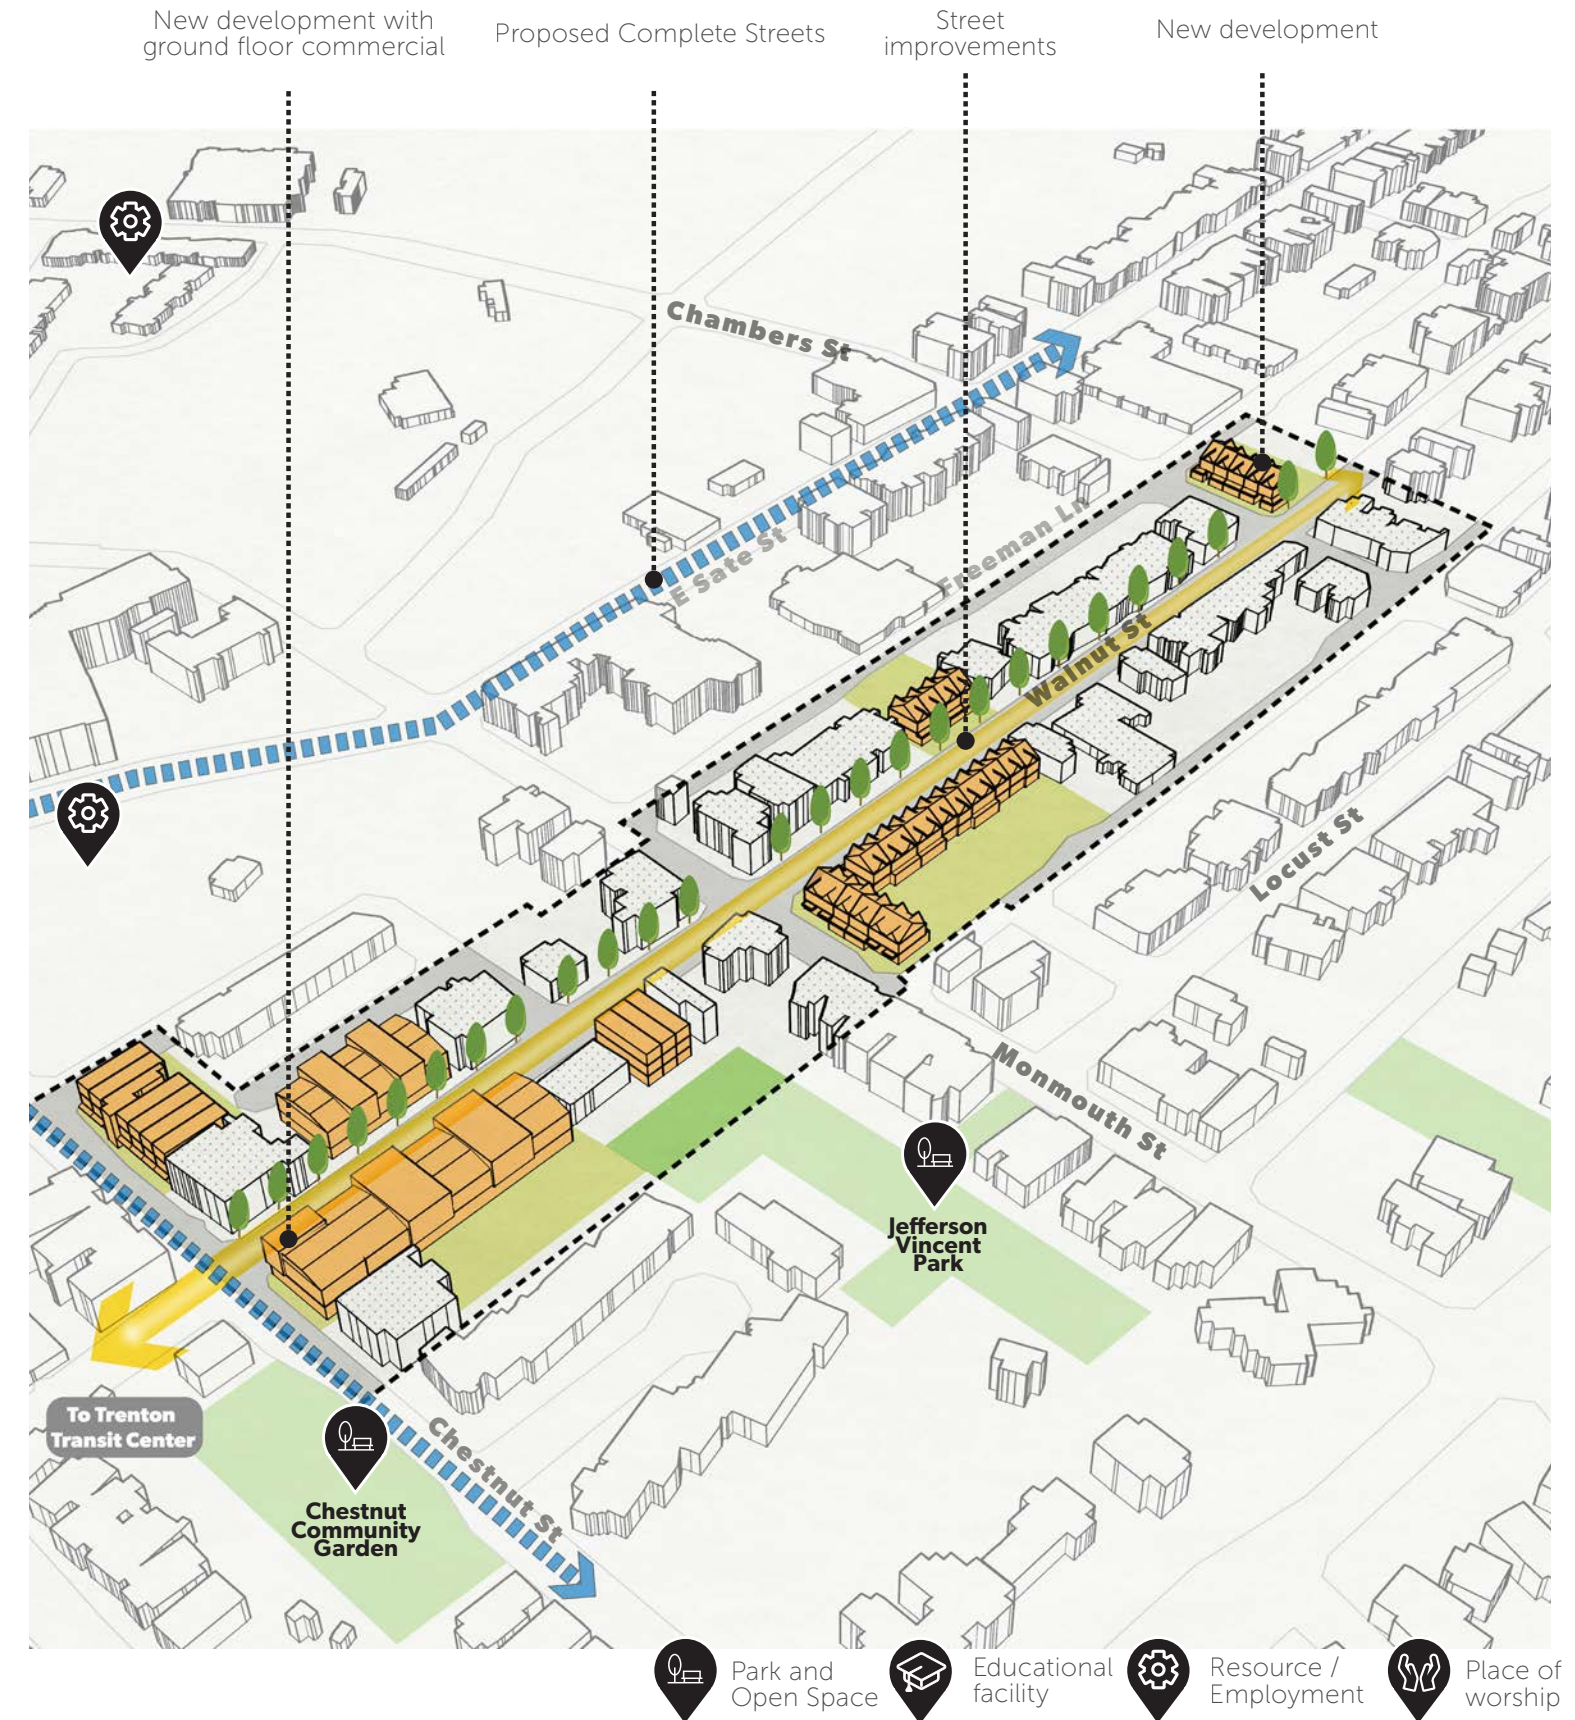 New development with
ground floor commercial
Proposed Complete Streets
Street
improvements
New development
Chambers St
E Sate St
Freeman Ln
Walnut St
Locust St
Monmouth St
Jefferson
Vincent
Park
To Trenton
Transit Center
Chestnut St
Chestnut
Community
Garden
Park and
Open Space
Educational
facility
Resource /
Employment
Place of
worship